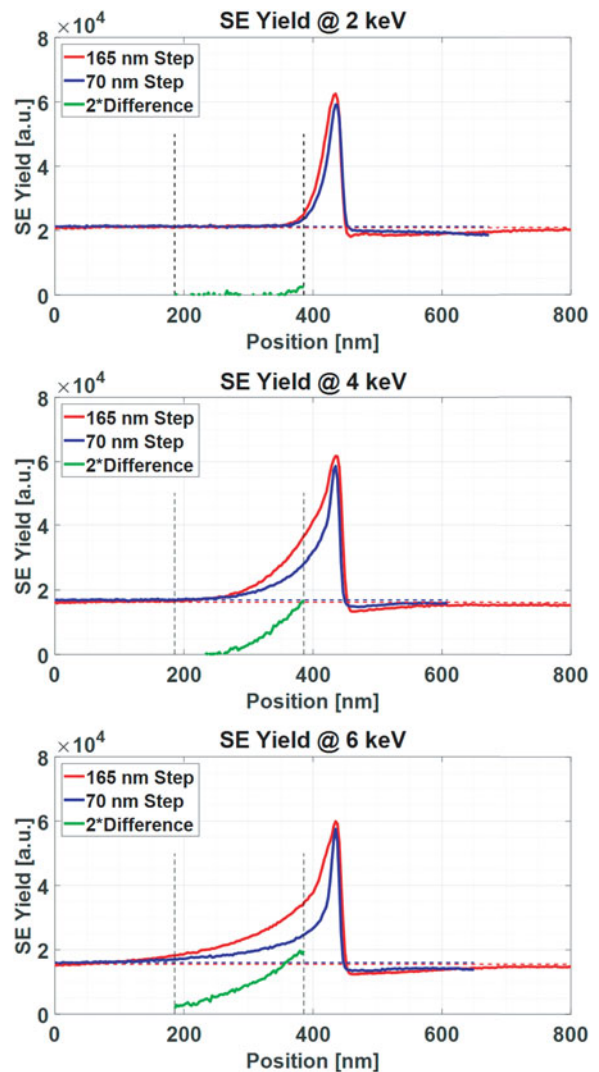 SE Yield @ 2 keV
×10⁴
8
6
4
2
0
SE Yield [a.u.]
165 nm Step
70 nm Step
2*Difference
0 200 400 600 800
Position [nm]
SE Yield @ 4 keV
×10⁴
8
6
4
2
0
SE Yield [a.u.]
165 nm Step
70 nm Step
2*Difference
0 200 400 600 800
Position [nm]
SE Yield @ 6 keV
×10⁴
8
6
4
2
0
SE Yield [a.u.]
165 nm Step
70 nm Step
2*Difference
0 200 400 600 800
Position [nm]